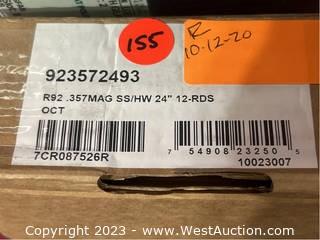 155
R
10-12-20
923572493
R92 .357MAG SS/HW 24" 12-RDS
OCT
7CR087526R
7 54908 23250 5
10023007
Copyright 2023 - WestAuction.com